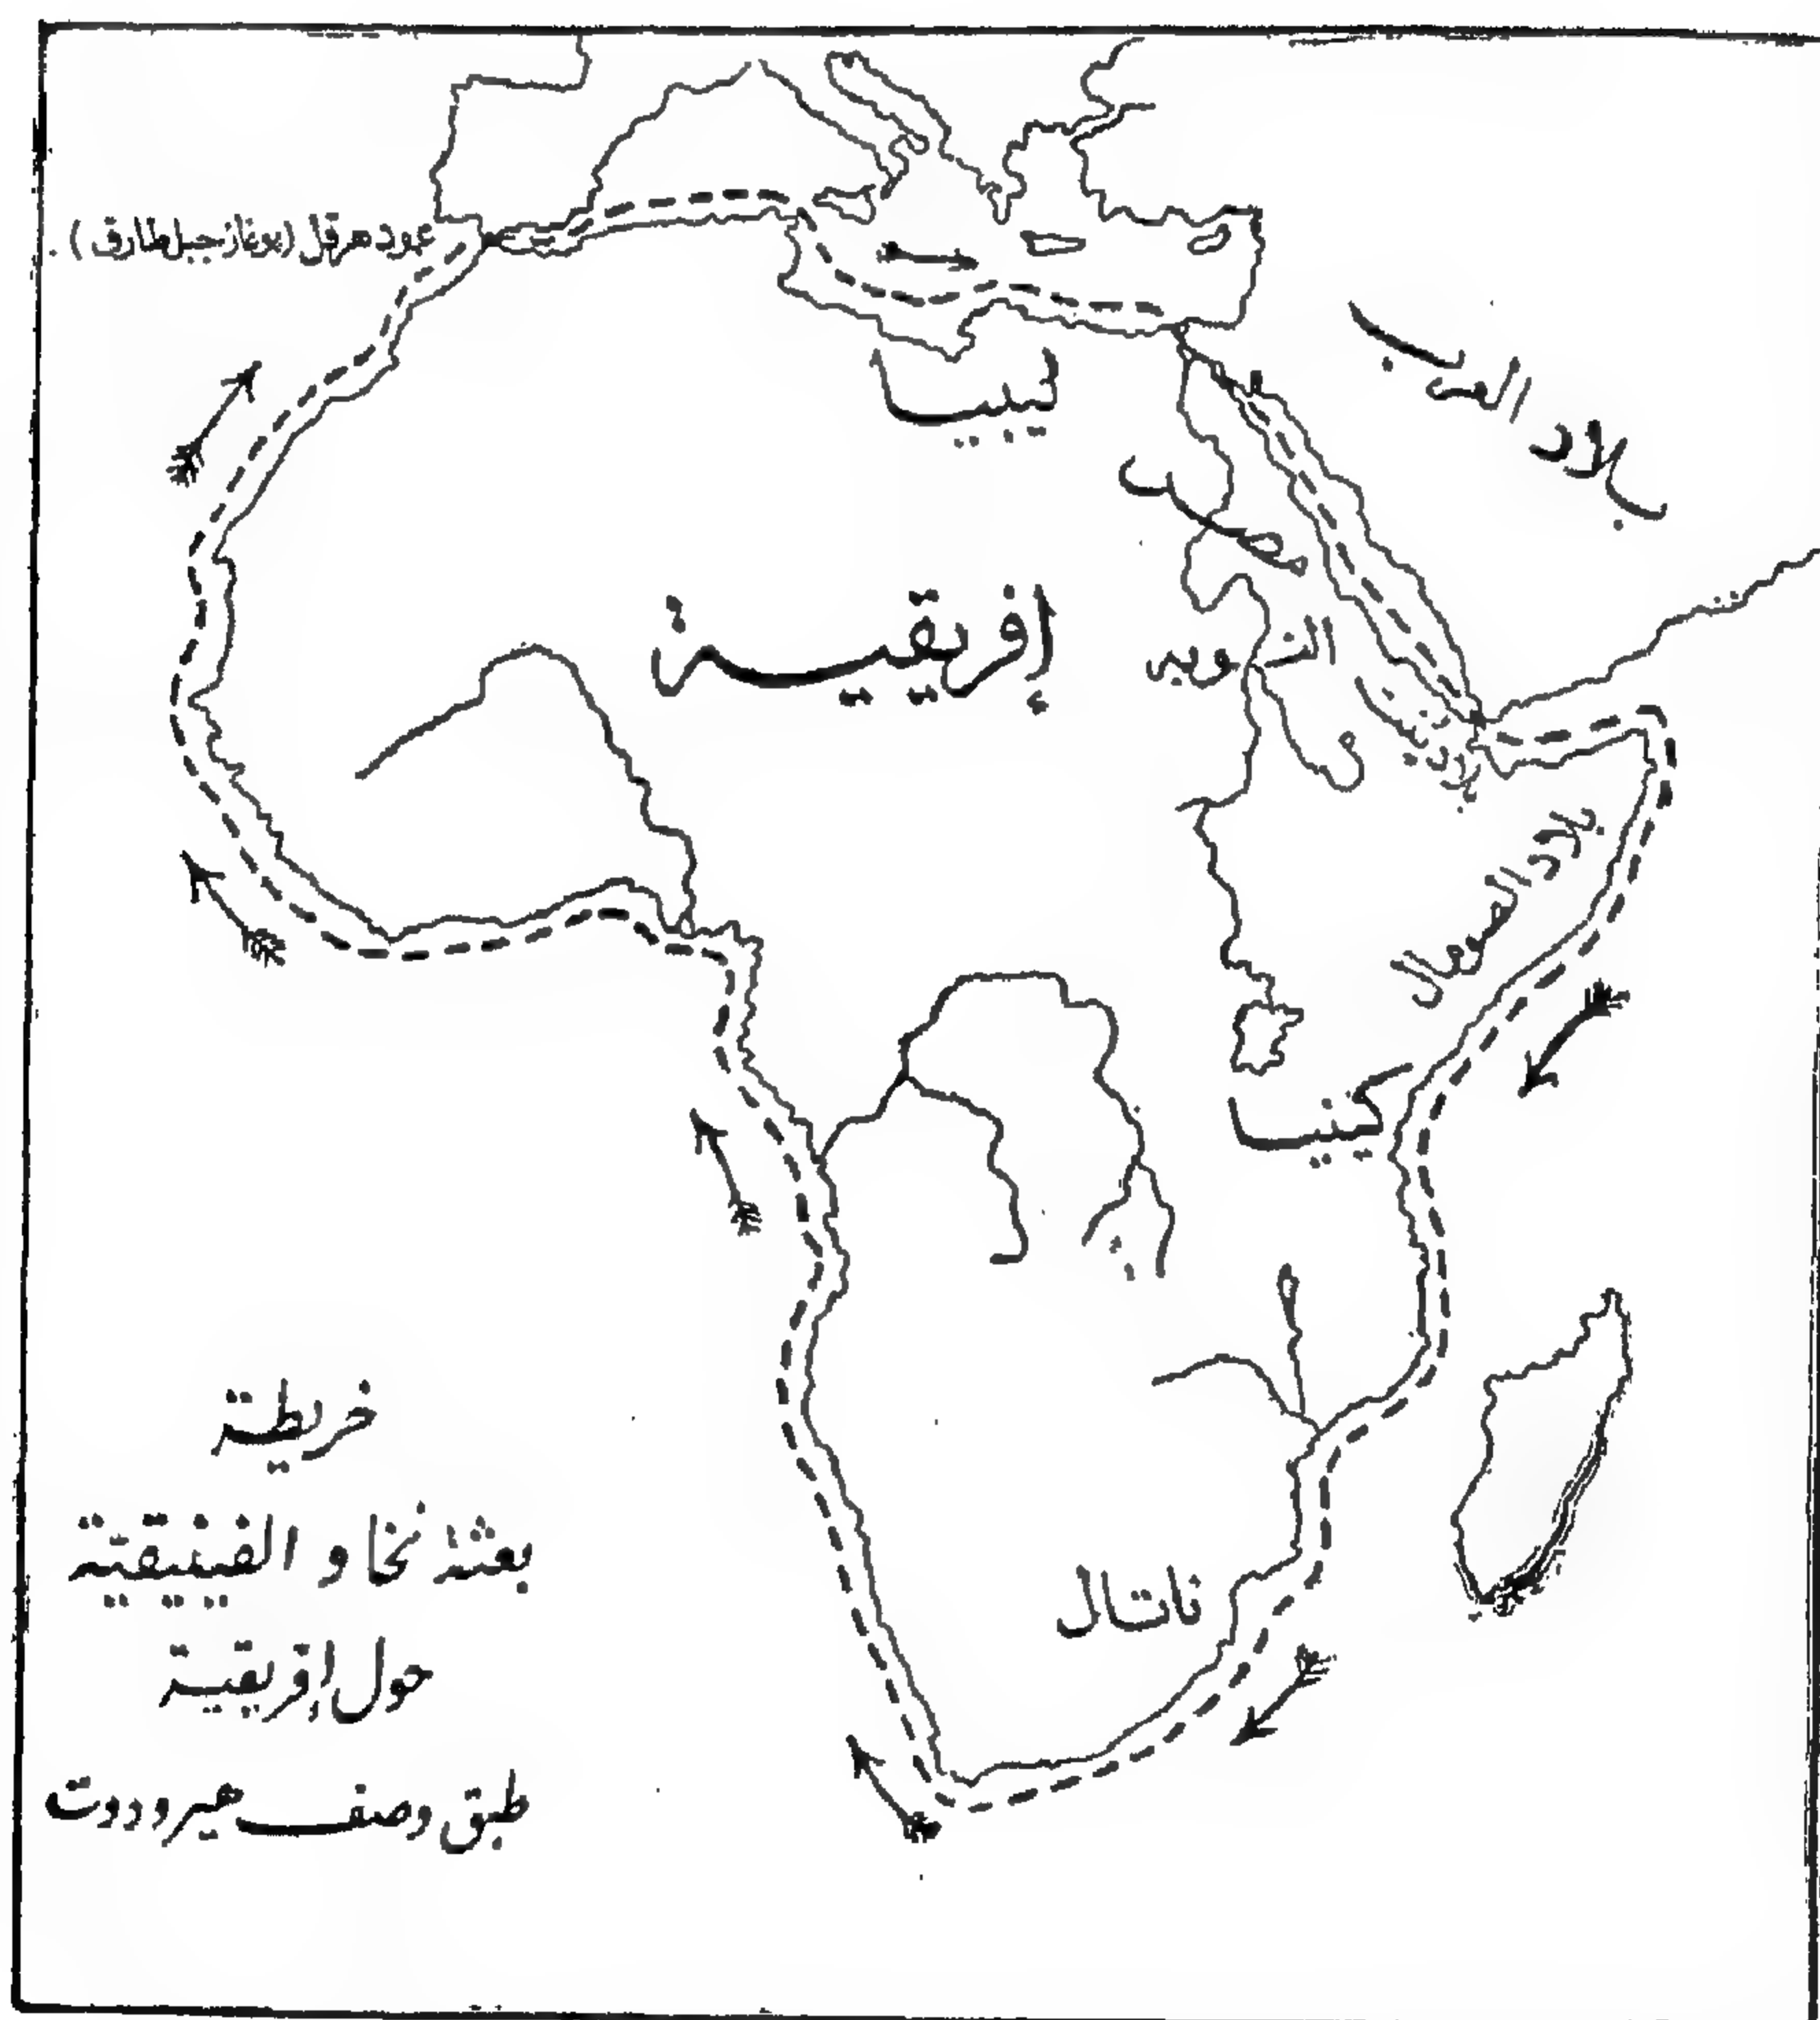 عمود هرقل (بوغاز جبل طارق)
ليبيا
بلاد العرب
مصر
إفريقية
النوبه
بلاد الصومال
كينيا
ناتال
خريطة
بعثة نخاو الفينيقية
حول إفريقية
طبق وصف هيرودوت